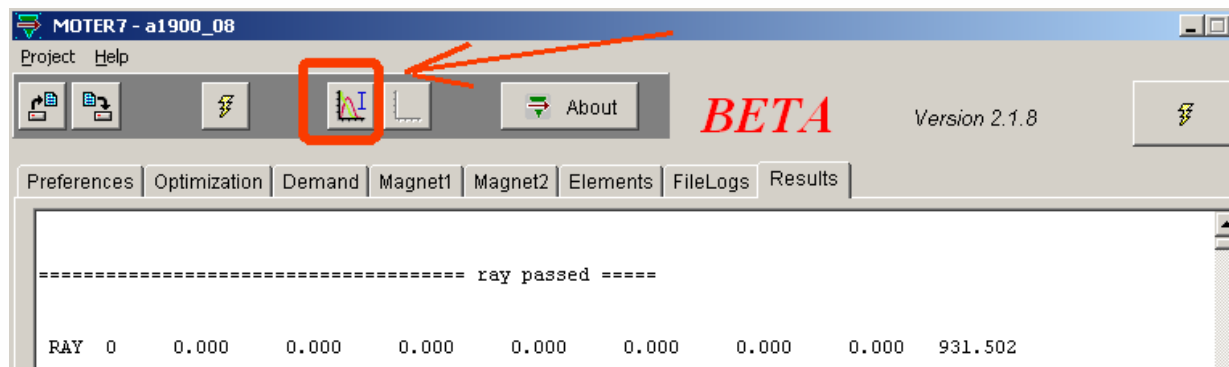 MOTER7 - a1900_08
Project Help
About BETA Version 2.1.8
Preferences Optimization Demand Magnet1 Magnet2 Elements FileLogs Results
===================================== ray passed =====
RAY 0 0.000 0.000 0.000 0.000 0.000 0.000 0.000 931.502